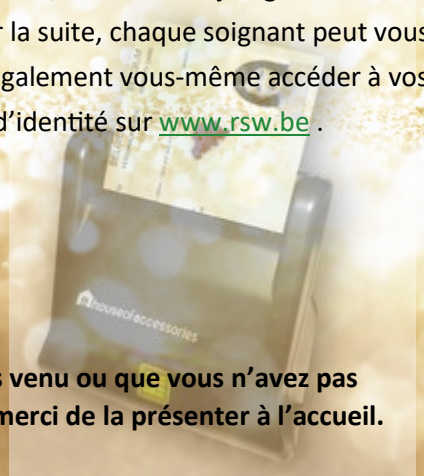 r la suite, chaque soignant peut vous
galement vous-même accéder à vos
d'identité sur www.rsw.be .
houseofaccessories
s venu ou que vous n'avez pas
merci de la présenter à l'accueil.